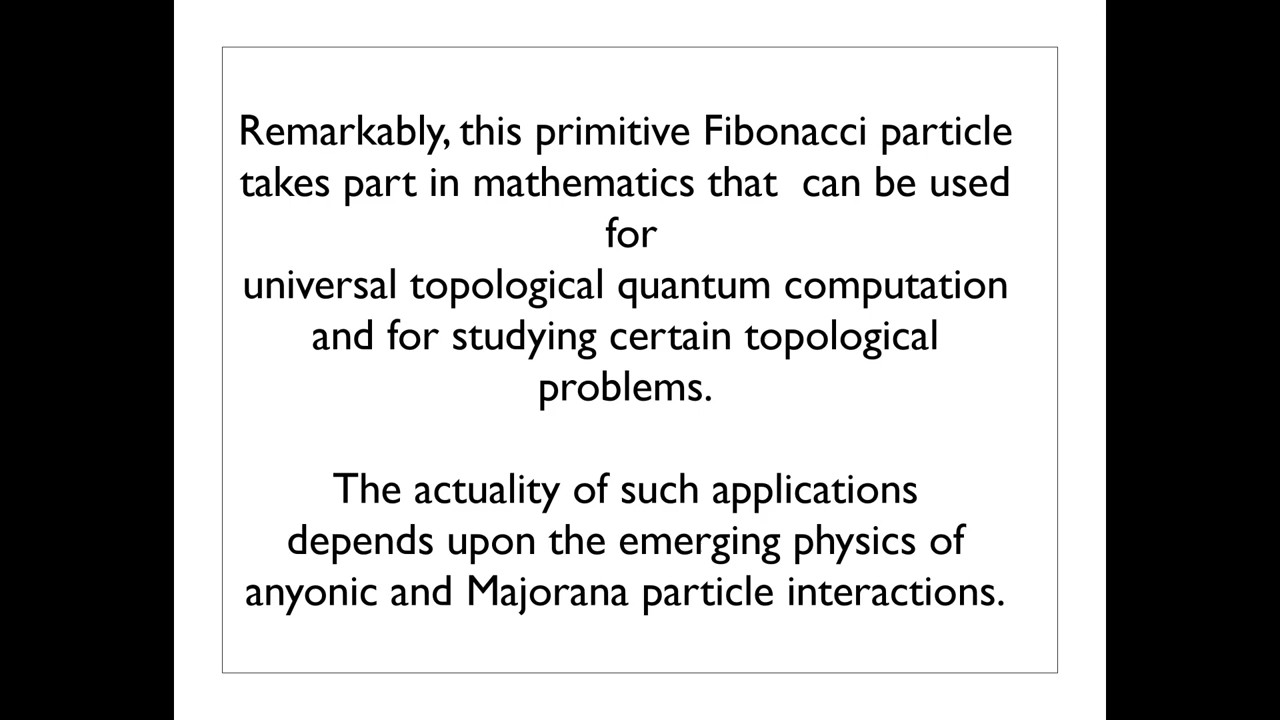 Remarkably, this primitive Fibonacci particle
takes part in mathematics that  can be used
for
universal topological quantum computation
and for studying certain topological
problems.
The actuality of such applications
depends upon the emerging physics of
anyonic and Majorana particle interactions.